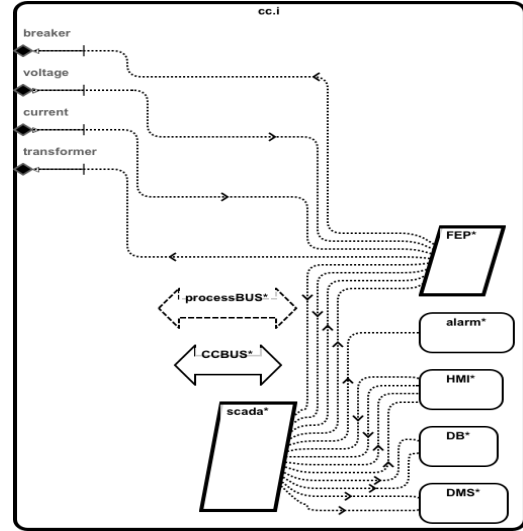 cc.i
breaker
voltage
current
transformer
FEP*
processBUS*
alarm*
CCBUS*
HMI*
scada*
DB*
DMS*